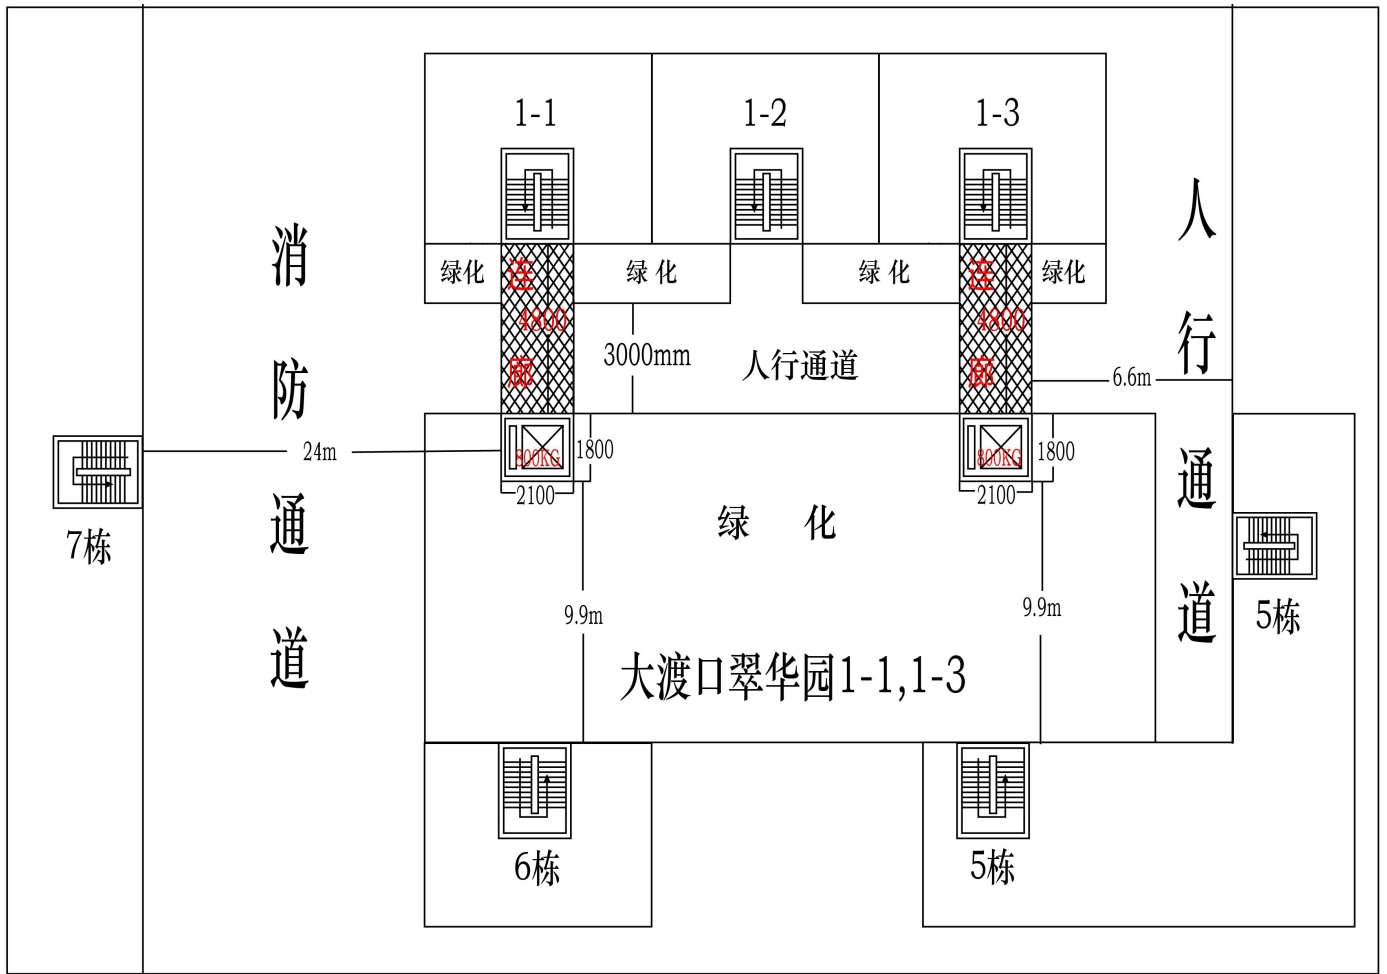 1-1
1-2
1-3
绿化
连廊
4800
绿 化
绿 化
连廊
4800
绿化
3000mm
人行通道
6.6m
消防通道
人行通道
24m
800KG
1800
2100
800KG
1800
2100
7栋
绿 化
9.9m
9.9m
5栋
大渡口翠华园1-1,1-3
6栋
5栋